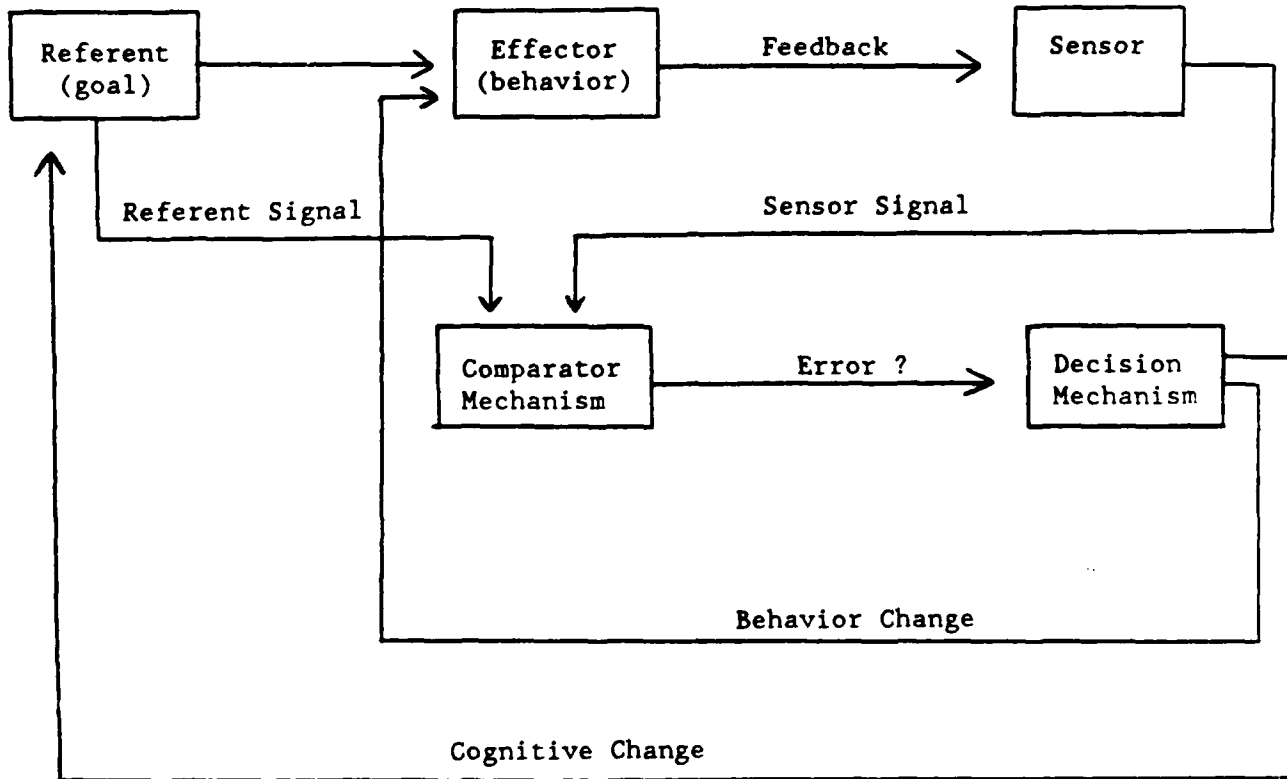 Referent
(goal)
Effector
(behavior)
Feedback
Sensor
Referent Signal
Sensor Signal
Comparator
Mechanism
Error ?
Decision
Mechanism
Behavior Change
Cognitive Change